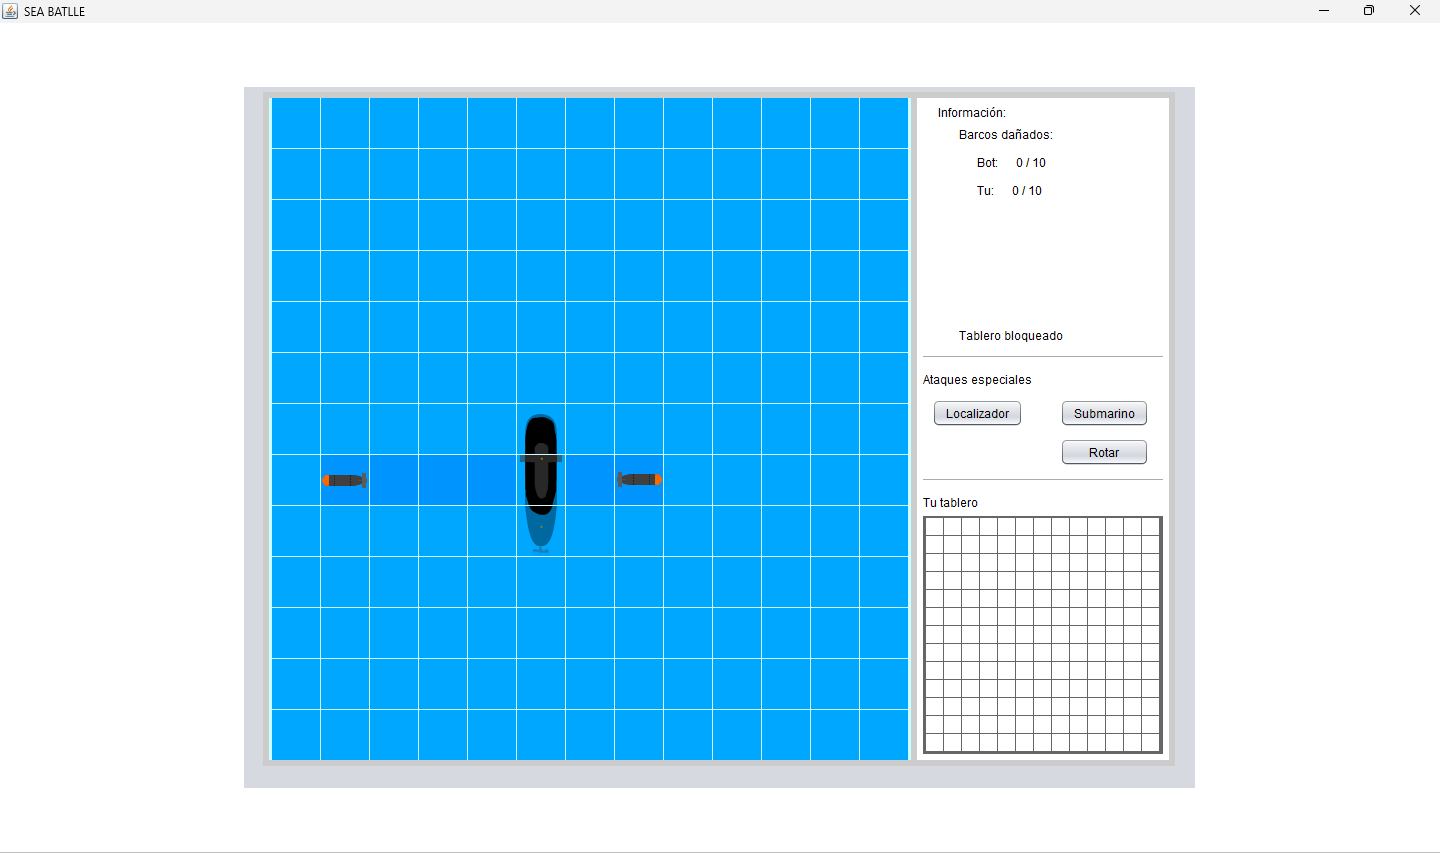 SEA BATLLE
Información:
Barcos dañados:
Bot: 0 / 10
Tu: 0 / 10
Tablero bloqueado
Ataques especiales
Localizador Submarino
Rotar
Tu tablero